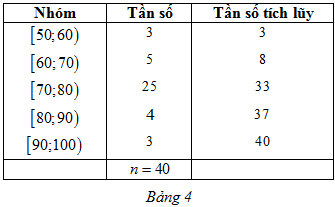 Nhóm Tần số Tần số tích lũy
[50;60) 3 3
[60;70) 5 8
[70;80) 25 33
[80;90) 4 37
[90;100) 3 40
n = 40
Bảng 4